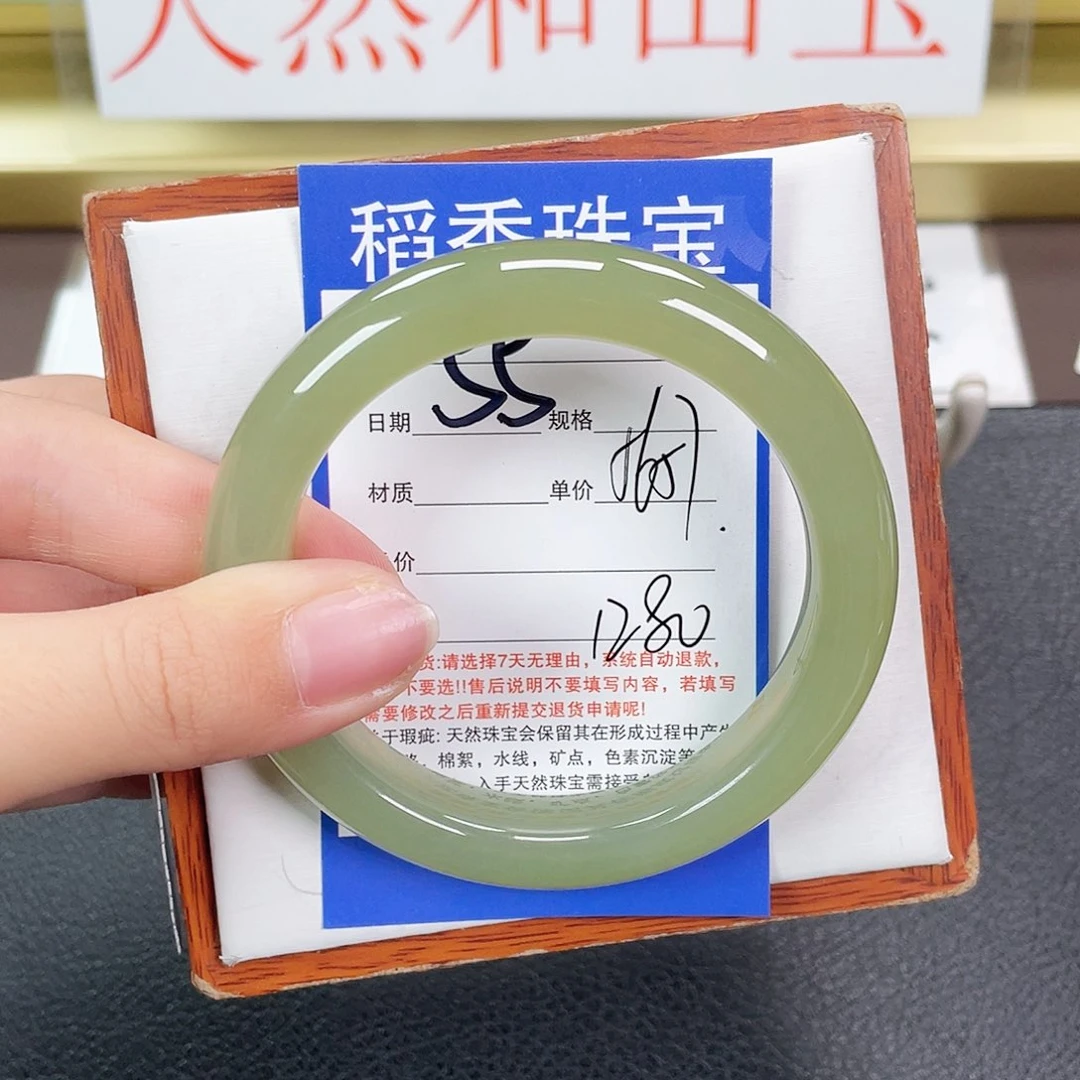 天然和田玉
稻香珠宝
55
日期 规格
材质 单价
价
1280
货:请选择7天无理由，系统自动退款，
不要选!!售后说明不要填写内容，若填写
需要修改之后重新提交退货申请呢!
关于瑕疵: 天然珠宝会保留其在形成过程中产生
，棉絮，水线，矿点，色素沉淀等
入手天然珠宝需接受